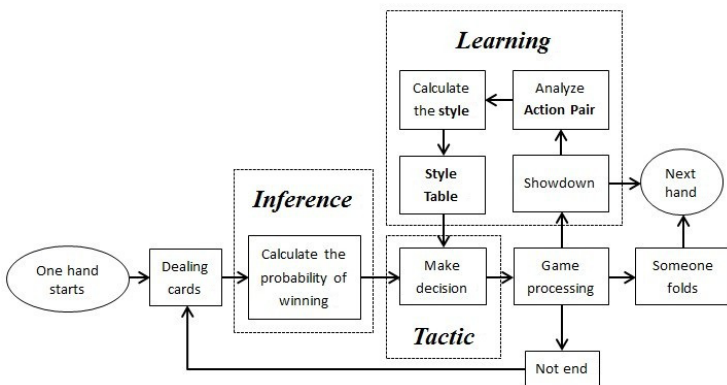 Learning
Calculate
the style
Analyze
Action Pair
Style
Table
Showdown
Next
hand
Inference
One hand
starts
Dealing
cards
Calculate the
probability of
winning
Make
decision
Game
processing
Someone
folds
Tactic
Not end